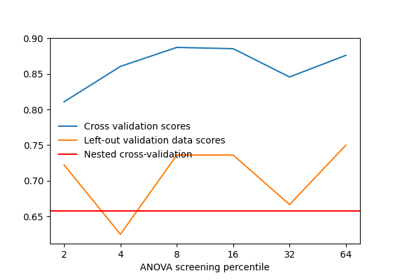 0.90
0.85
0.80
0.75
0.70
0.65
Cross validation scores
Left-out validation data scores
Nested cross-validation
2 4 8 16 32 64
ANOVA screening percentile